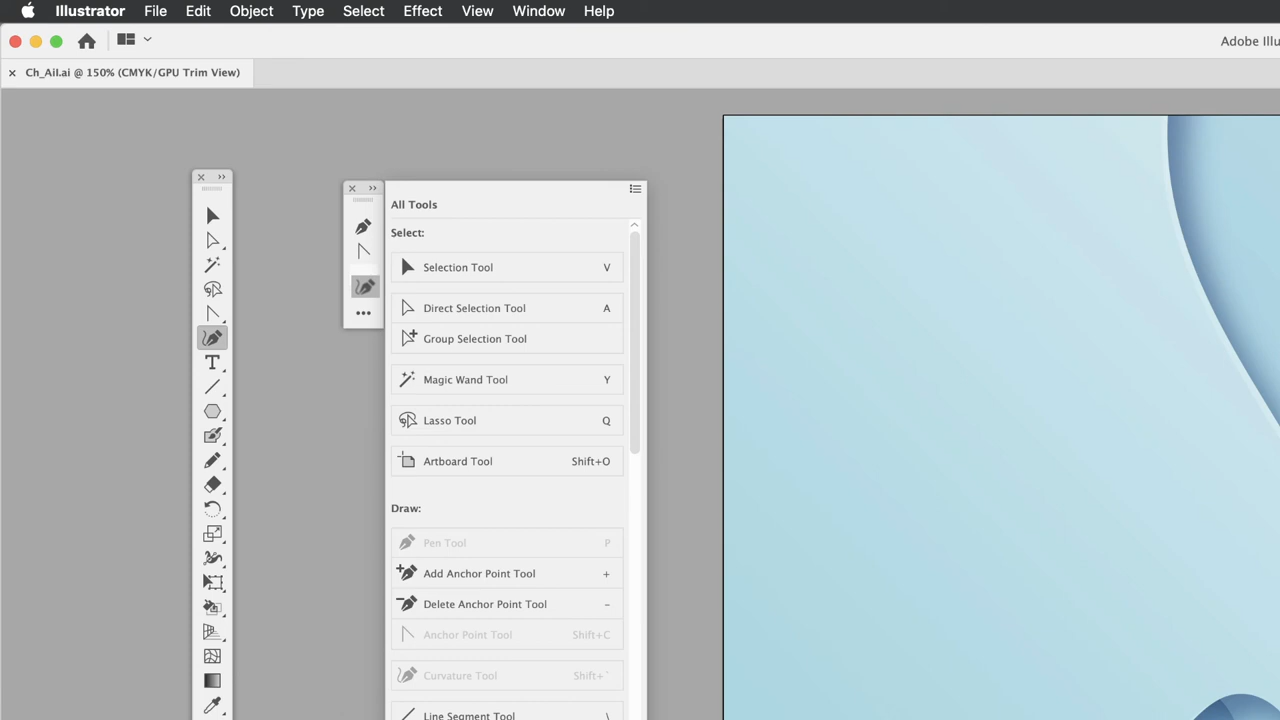 Illustrator File Edit Object Type Select Effect View Window Help
Adobe Illu
Ch_AiI.ai @ 150% (CMYK/GPU Trim View)
All Tools
Select:
Selection Tool V
Direct Selection Tool A
Group Selection Tool
Magic Wand Tool Y
Lasso Tool Q
Artboard Tool Shift+O
Draw:
Pen Tool P
Add Anchor Point Tool +
Delete Anchor Point Tool -
Anchor Point Tool Shift+C
Curvature Tool Shift+`
Line Segment Tool \